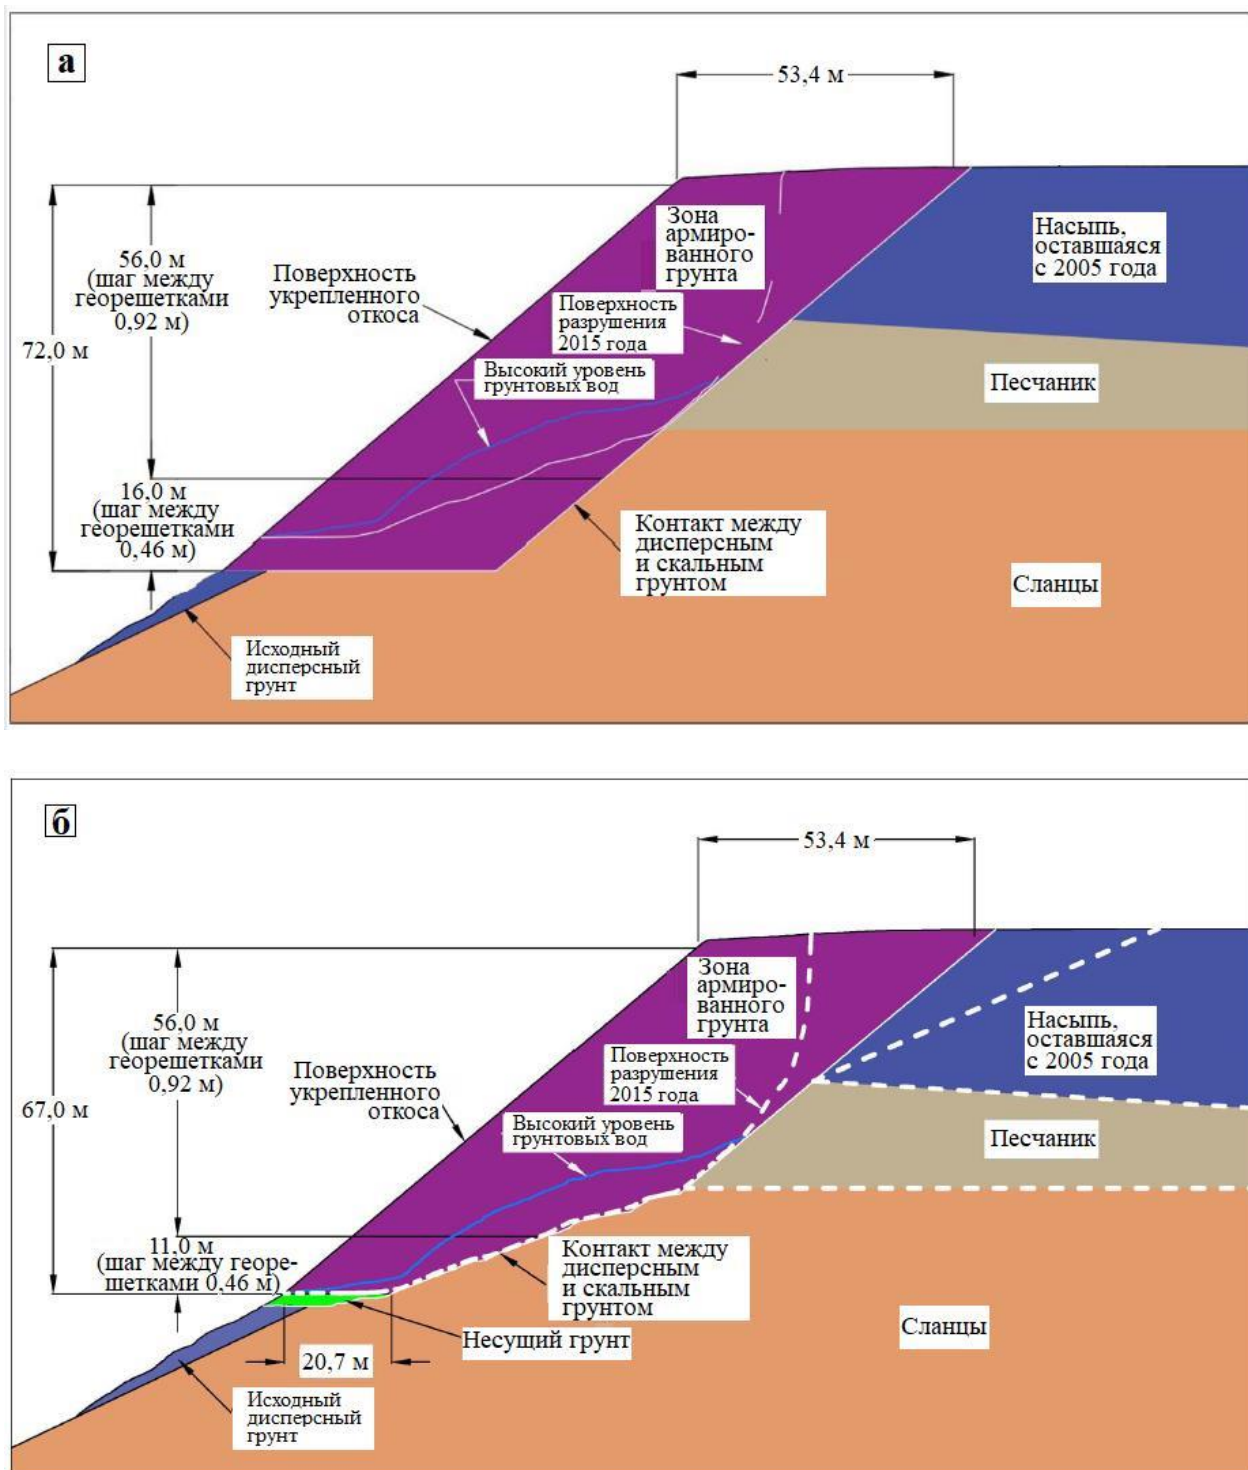 а
53,4 м
Зона
армиро-
ванного
грунта
Насыпь,
оставшаяся
с 2005 года
56,0 м
(шаг между
георешетками
0,92 м)
Поверхность
укрепленного
откоса
Поверхность
разрушения
2015 года
72,0 м
Высокий уровень
грунтовых вод
Песчаник
16,0 м
(шаг между
георешетками
0,46 м)
Контакт между
дисперсным
и скальным
грунтом
Сланцы
Исходный
дисперсный
грунт
б
53,4 м
Зона
армиро-
ванного
грунта
Насыпь,
оставшаяся
с 2005 года
56,0 м
(шаг между
георешетками
0,92 м)
Поверхность
укрепленного
откоса
Поверхность
разрушения
2015 года
67,0 м
Высокий уровень
грунтовых вод
Песчаник
11,0 м
(шаг между георе-
шетками 0,46 м)
Контакт между
дисперсным
и скальным
грунтом
Несущий грунт
Сланцы
20,7 м
Исходный
дисперсный
грунт